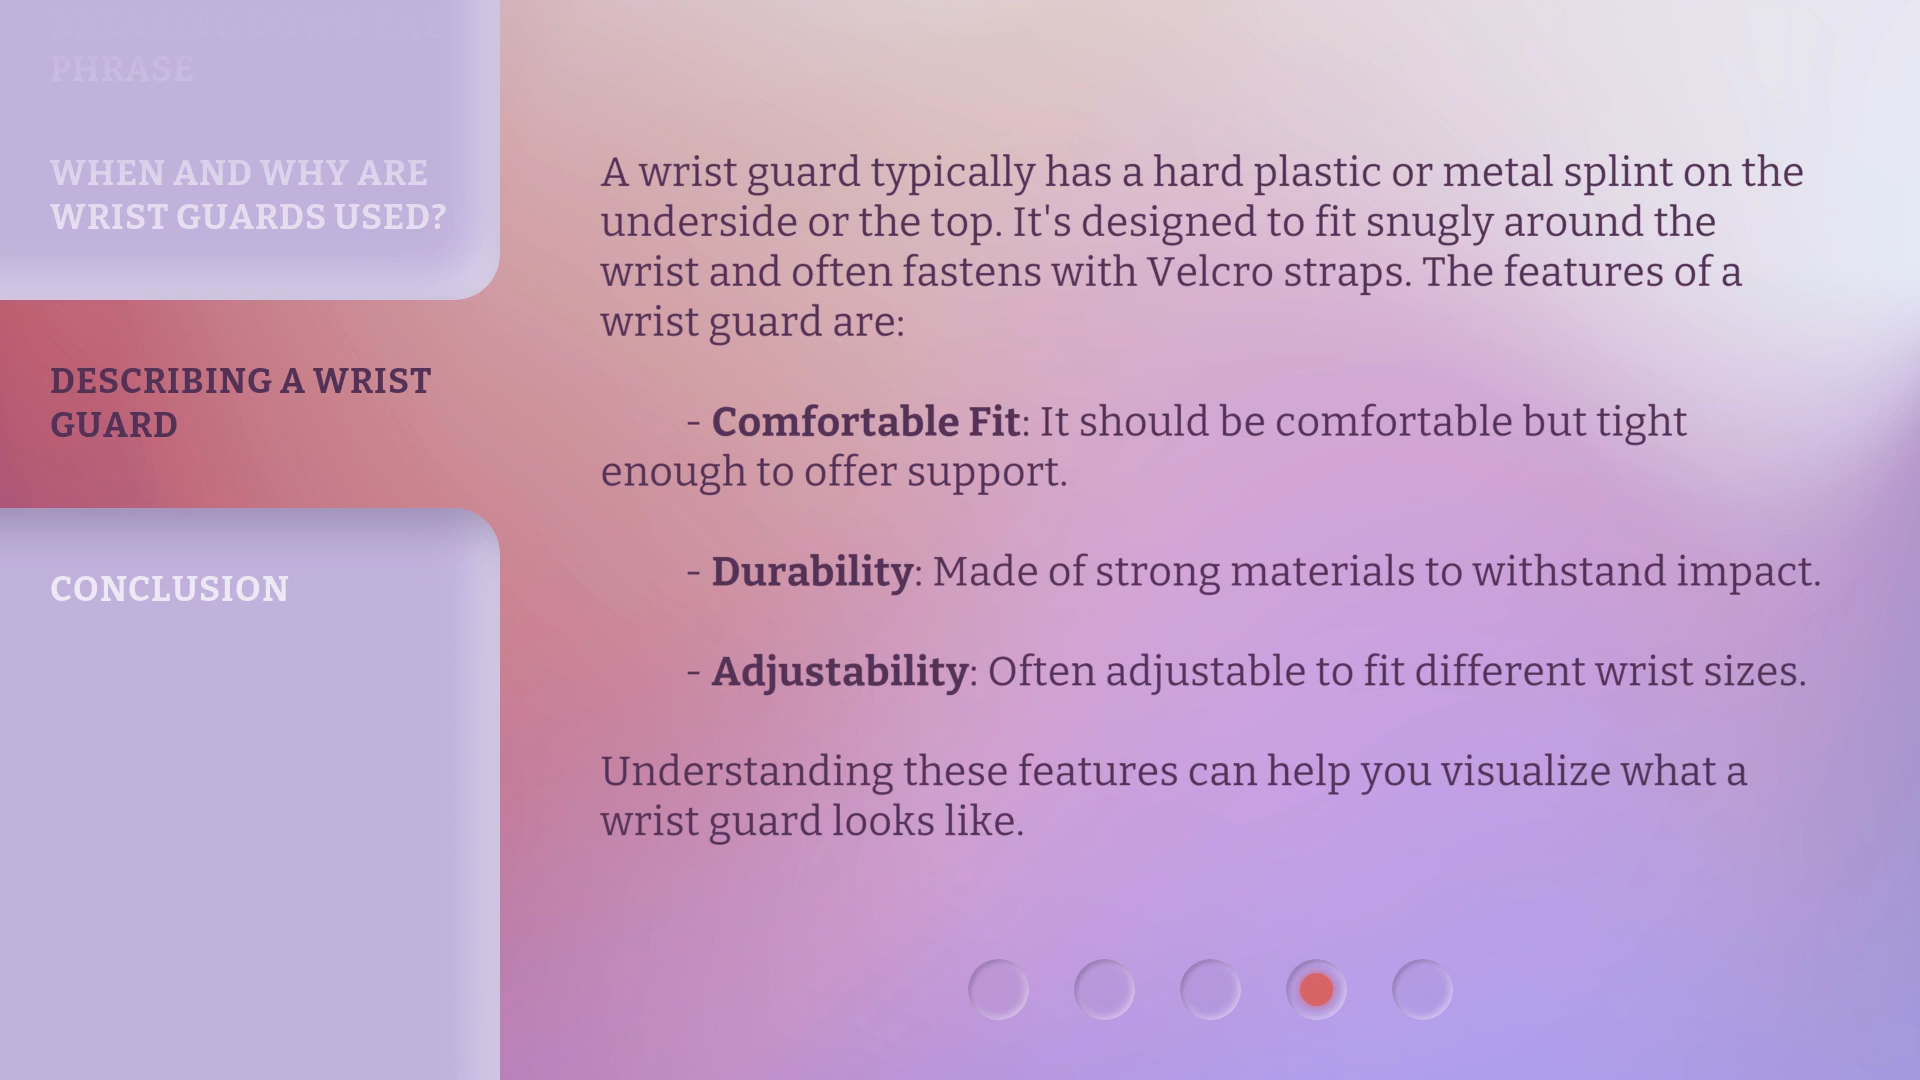 BREAKING DOWN THE
PHRASE
WHEN AND WHY ARE
WRIST GUARDS USED?
DESCRIBING A WRIST
GUARD
CONCLUSION
A wrist guard typically has a hard plastic or metal splint on the
underside or the top. It's designed to fit snugly around the
wrist and often fastens with Velcro straps. The features of a
wrist guard are:
- Comfortable Fit: It should be comfortable but tight
enough to offer support.
- Durability: Made of strong materials to withstand impact.
- Adjustability: Often adjustable to fit different wrist sizes.
Understanding these features can help you visualize what a
wrist guard looks like.